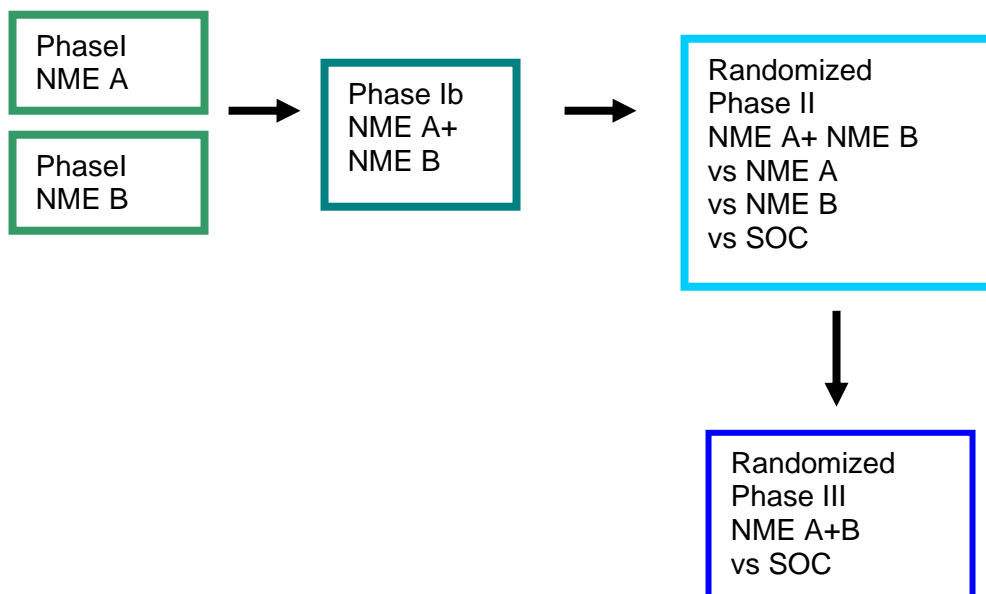 PhaseI
NME A
PhaseI
NME B
Phase Ib
NME A+
NME B
Randomized
Phase II
NME A+ NME B
vs NME A
vs NME B
vs SOC
Randomized
Phase III
NME A+B
vs SOC